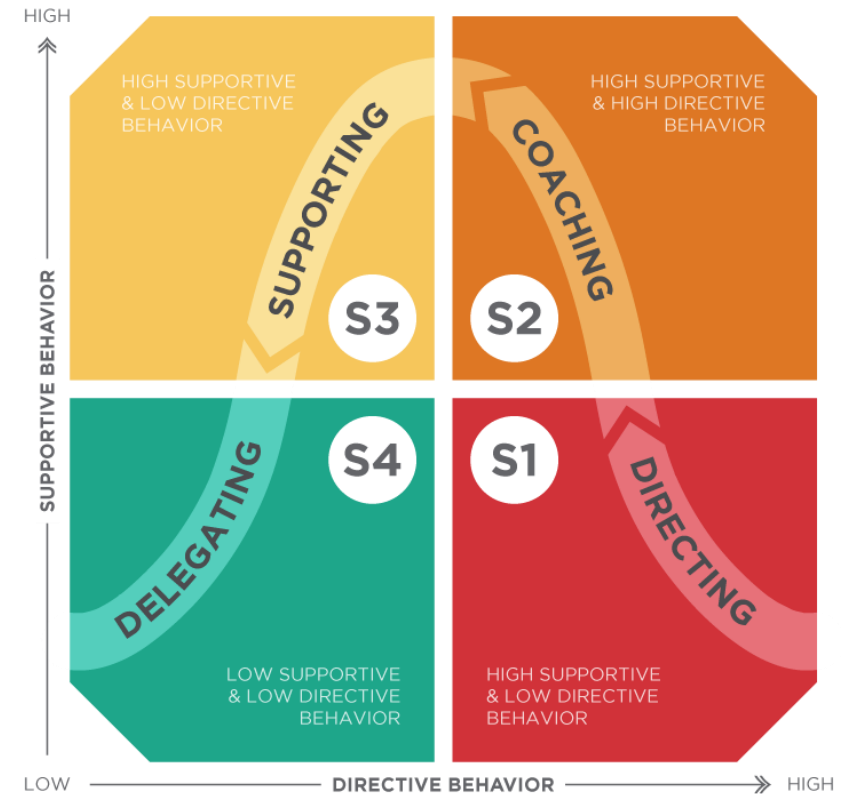 HIGH
HIGH SUPPORTIVE
& LOW DIRECTIVE
BEHAVIOR
SUPPORTING
S3
HIGH SUPPORTIVE
& HIGH DIRECTIVE
BEHAVIOR
COACHING
S2
SUPPORTIVE BEHAVIOR
DELEGATING
S4
LOW SUPPORTIVE
& LOW DIRECTIVE
BEHAVIOR
S1
DIRECTING
HIGH SUPPORTIVE
& LOW DIRECTIVE
BEHAVIOR
LOW
DIRECTIVE BEHAVIOR
HIGH